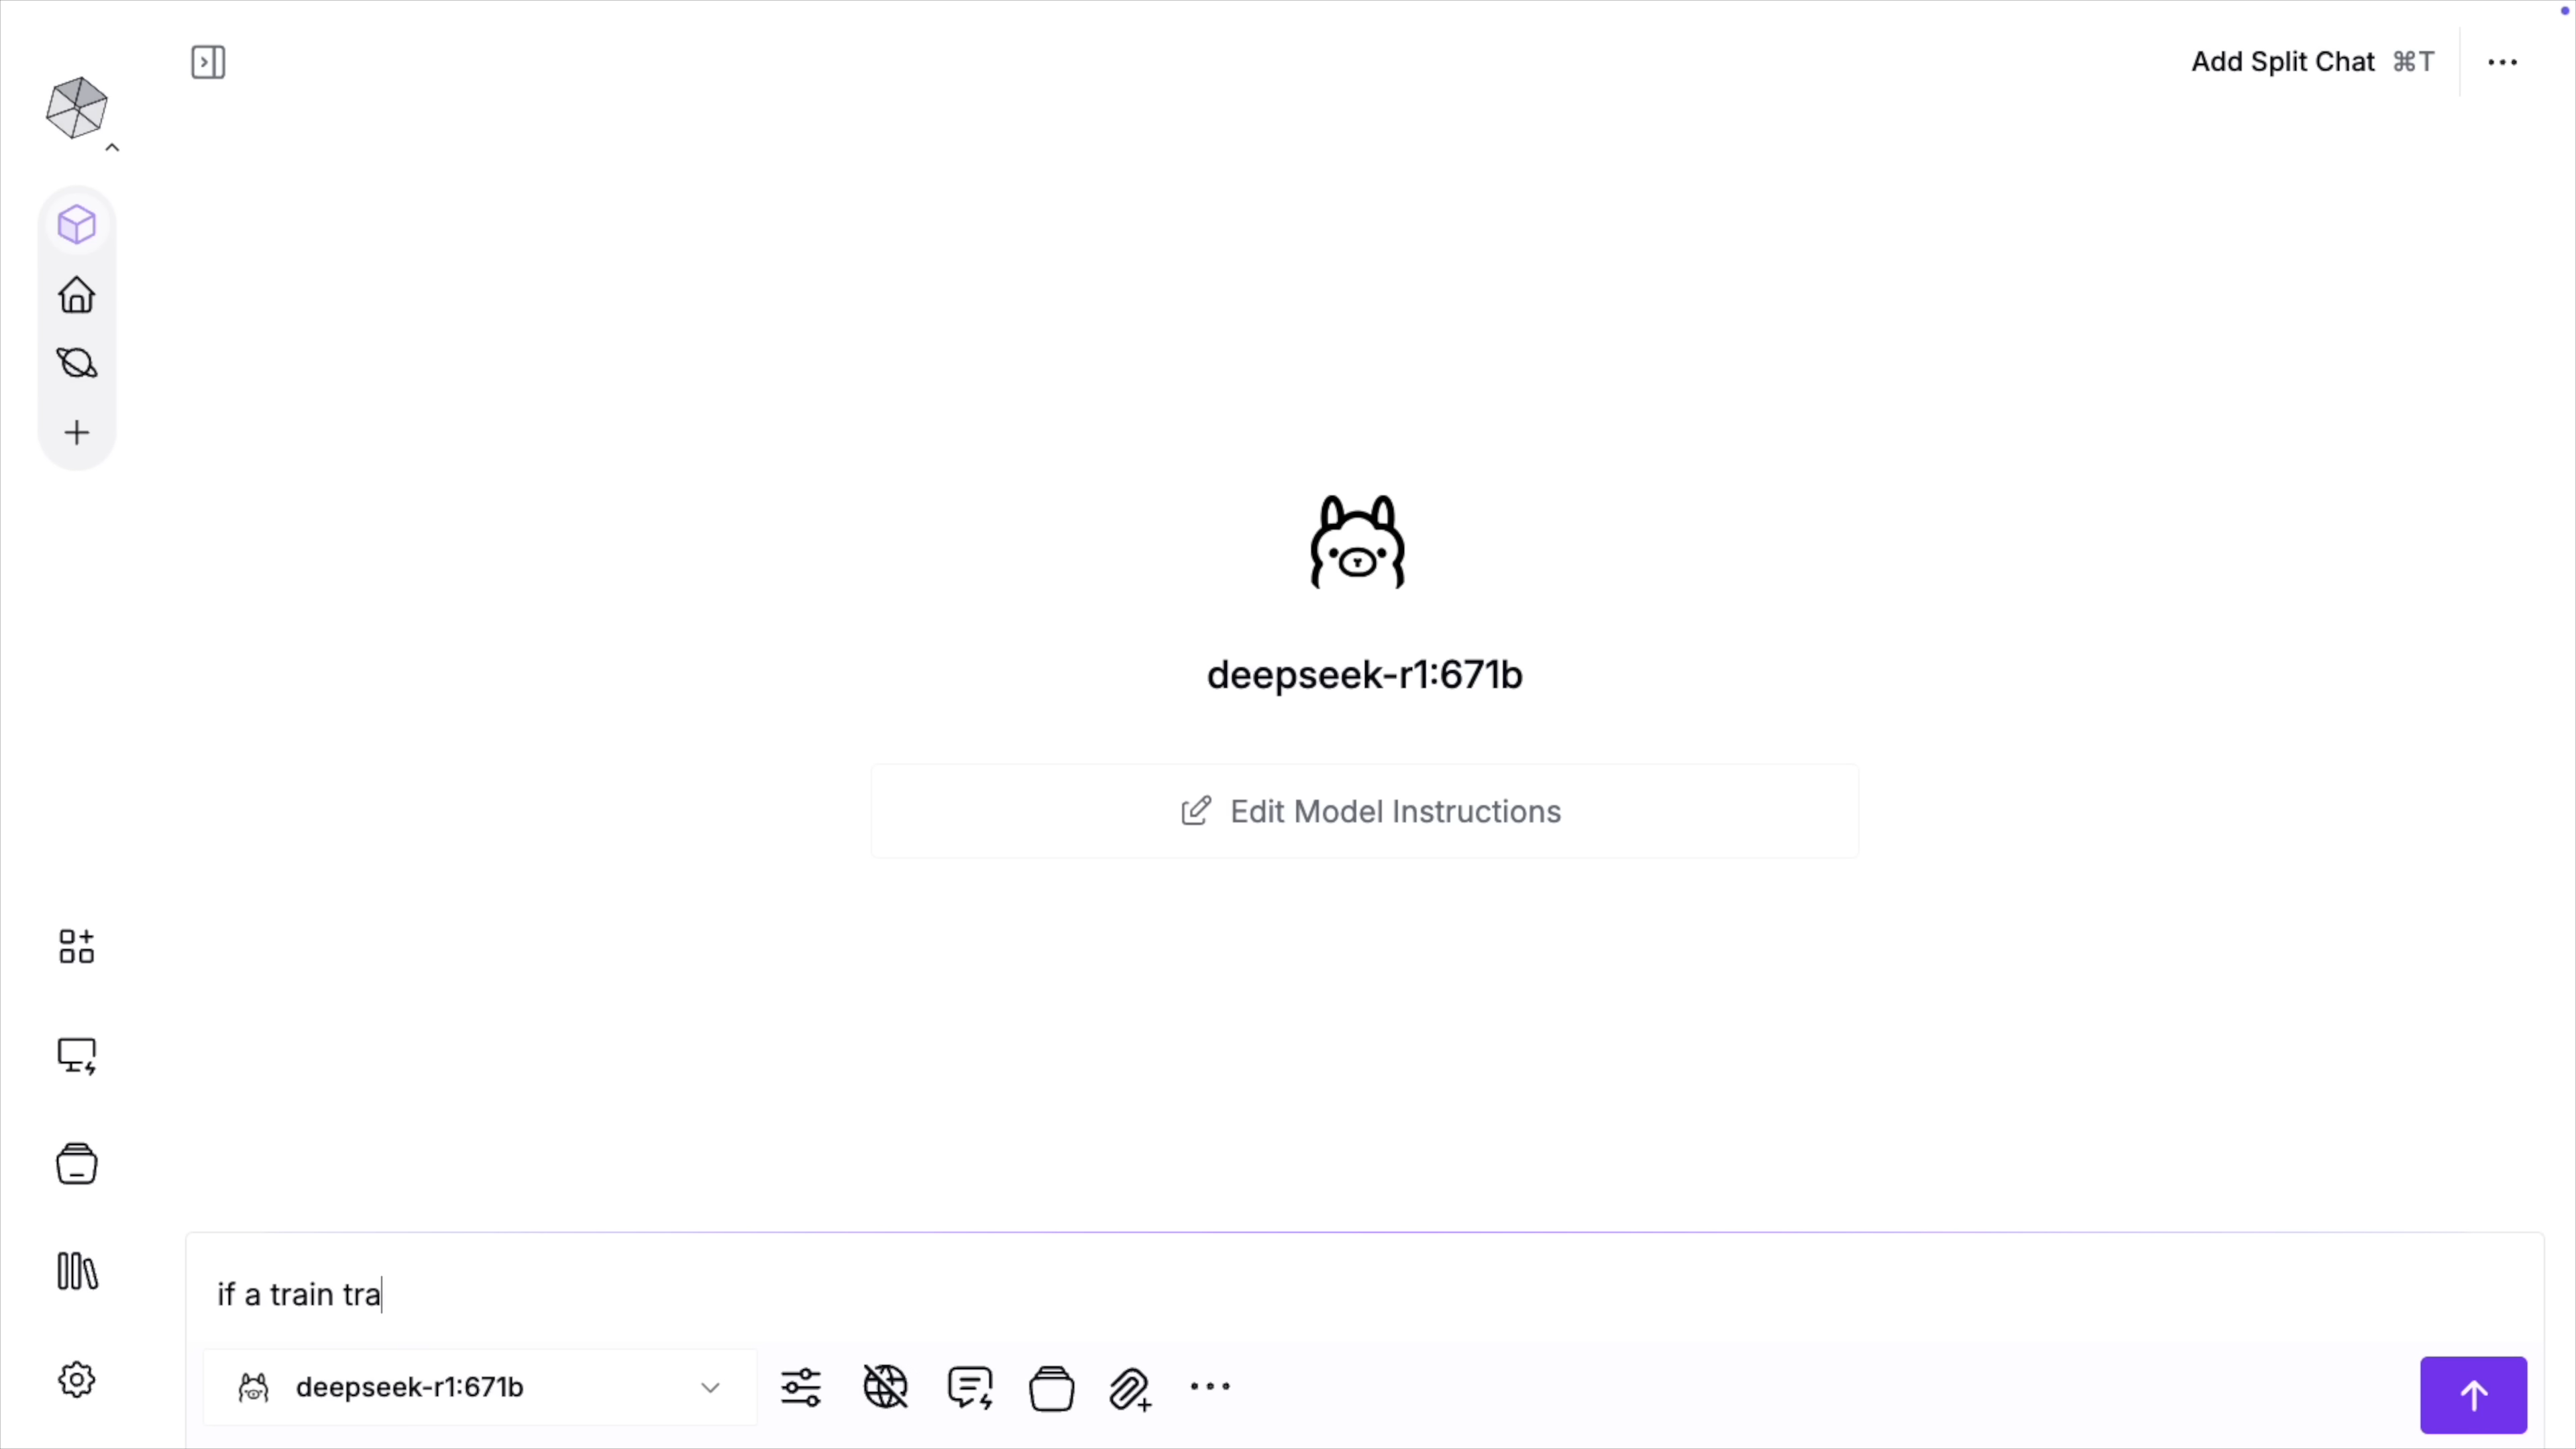 Add Split Chat ⌘T
deepseek-r1:671b
Edit Model Instructions
if a train tra
deepseek-r1:671b